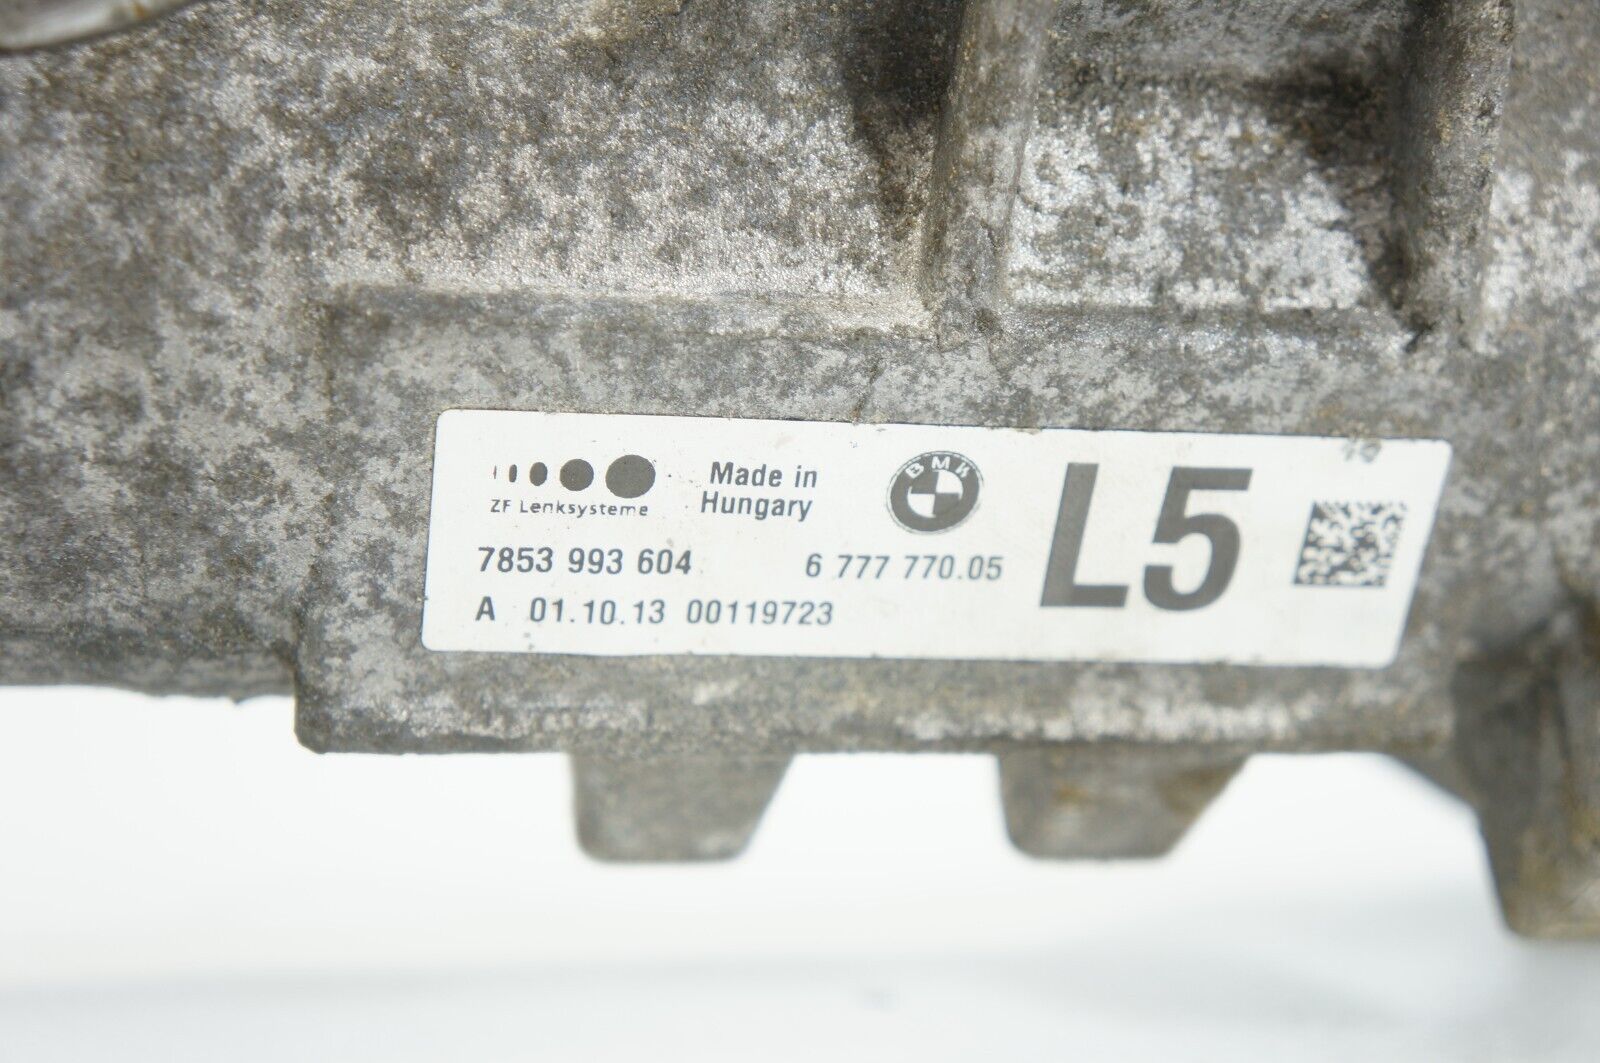 ZF Lenksysteme
Made in
Hungary
BMW
L5
7853 993 604
6 777 770.05
A 01.10.13 00119723